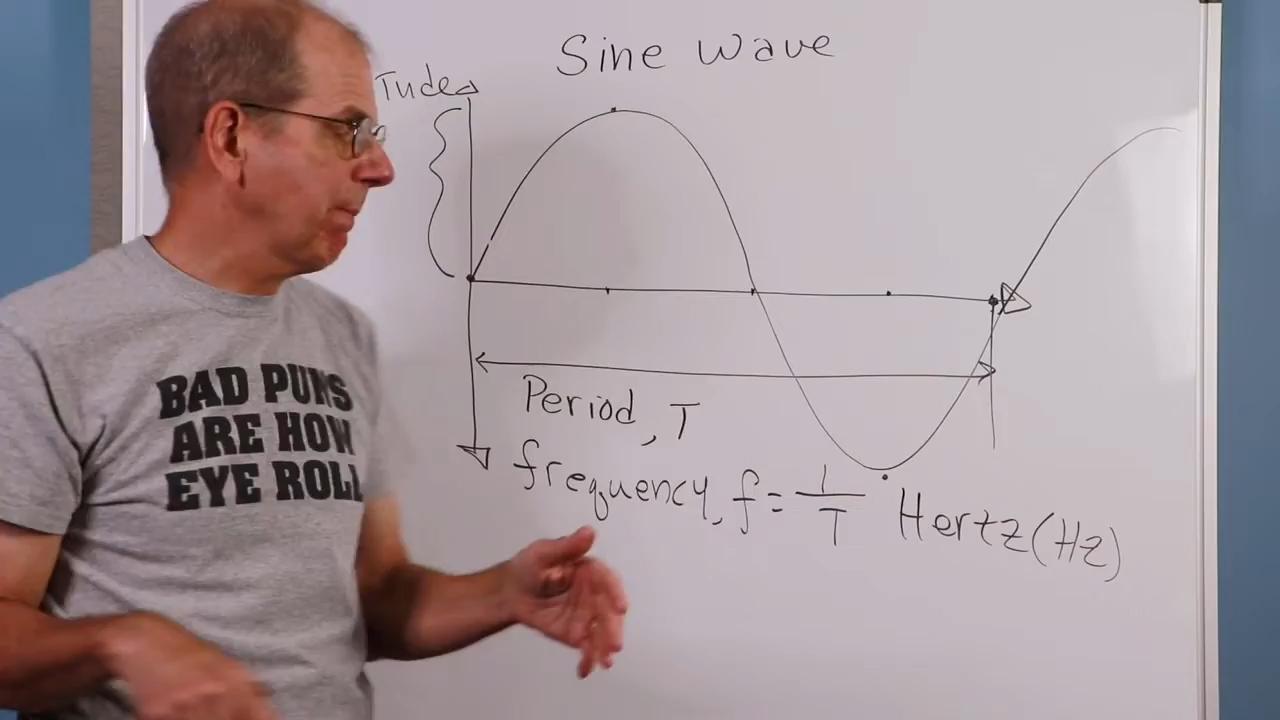 Sine Wave
Tude
Period, T
frequency, f = 1/T Hertz (Hz)
BAD PUNS
ARE HOW
EYE ROLL